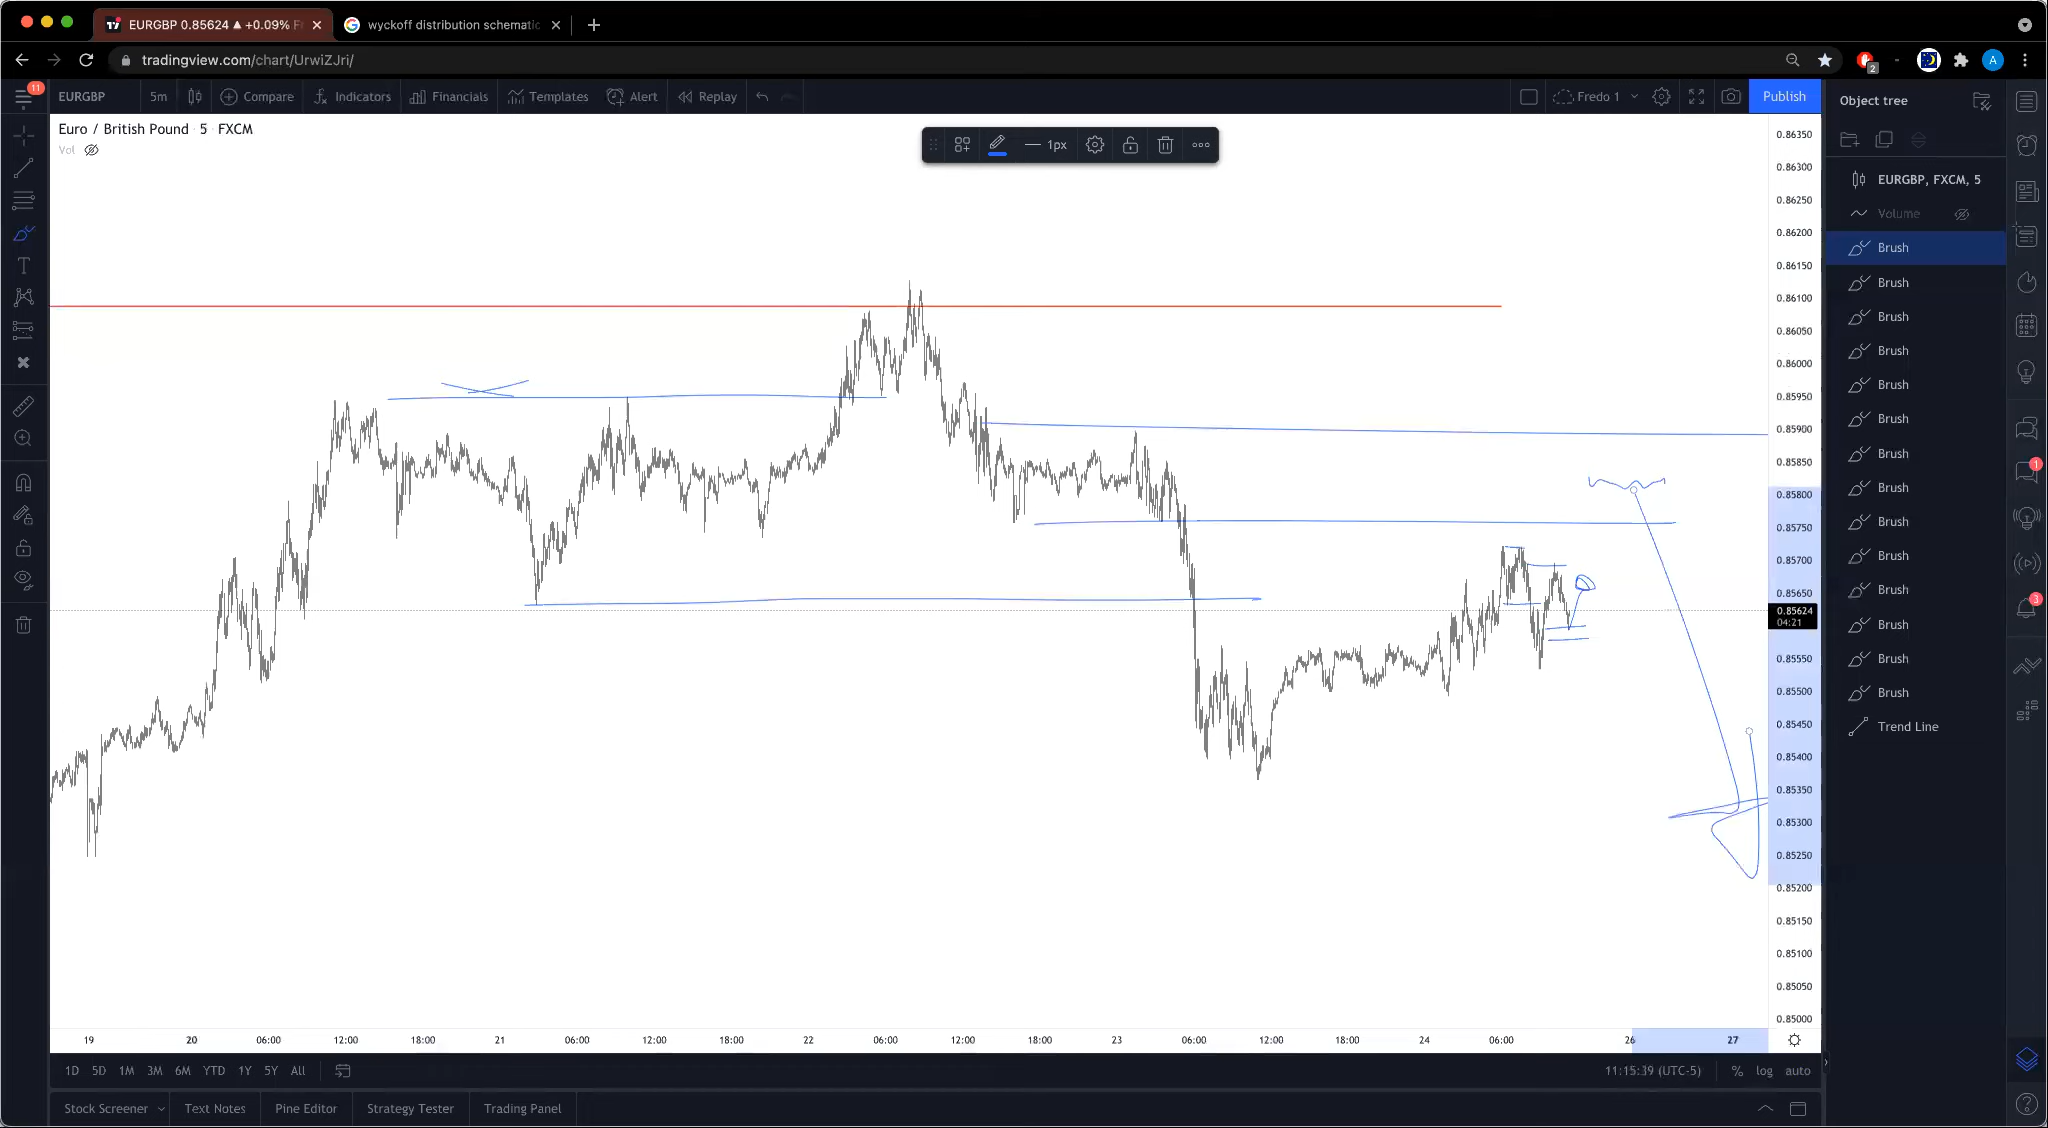 EURGBP 0.85624 ▲ +0.09% F
wyckoff distribution schematic
tradingview.com/chart/UrwiZJri/
2
A
11
EURGBP 5m Compare Indicators Financials Templates Alert Replay Fredo 1 Publish
Object tree
Euro / British Pound 5 FXCM
Vol
1px
EURGBP, FXCM, 5
Volume
Brush
Brush
Brush
Brush
Brush
Brush
Brush
Brush
Brush
Brush
Brush
Brush
Brush
Brush
Trend Line
1
3
0.86350
0.86300
0.86250
0.86200
0.86150
0.86100
0.86050
0.86000
0.85950
0.85900
0.85850
0.85800
0.85750
0.85700
0.85650
0.85624
04:21
0.85550
0.85500
0.85450
0.85400
0.85350
0.85300
0.85250
0.85200
0.85150
0.85100
0.85050
0.85000
19 20 06:00 12:00 18:00 21 06:00 12:00 18:00 22 06:00 12:00 18:00 23 06:00 12:00 18:00 24 06:00 26 27
1D 5D 1M 3M 6M YTD 1Y 5Y All 11:15:39 (UTC-5) % log auto
Stock Screener Text Notes Pine Editor Strategy Tester Trading Panel